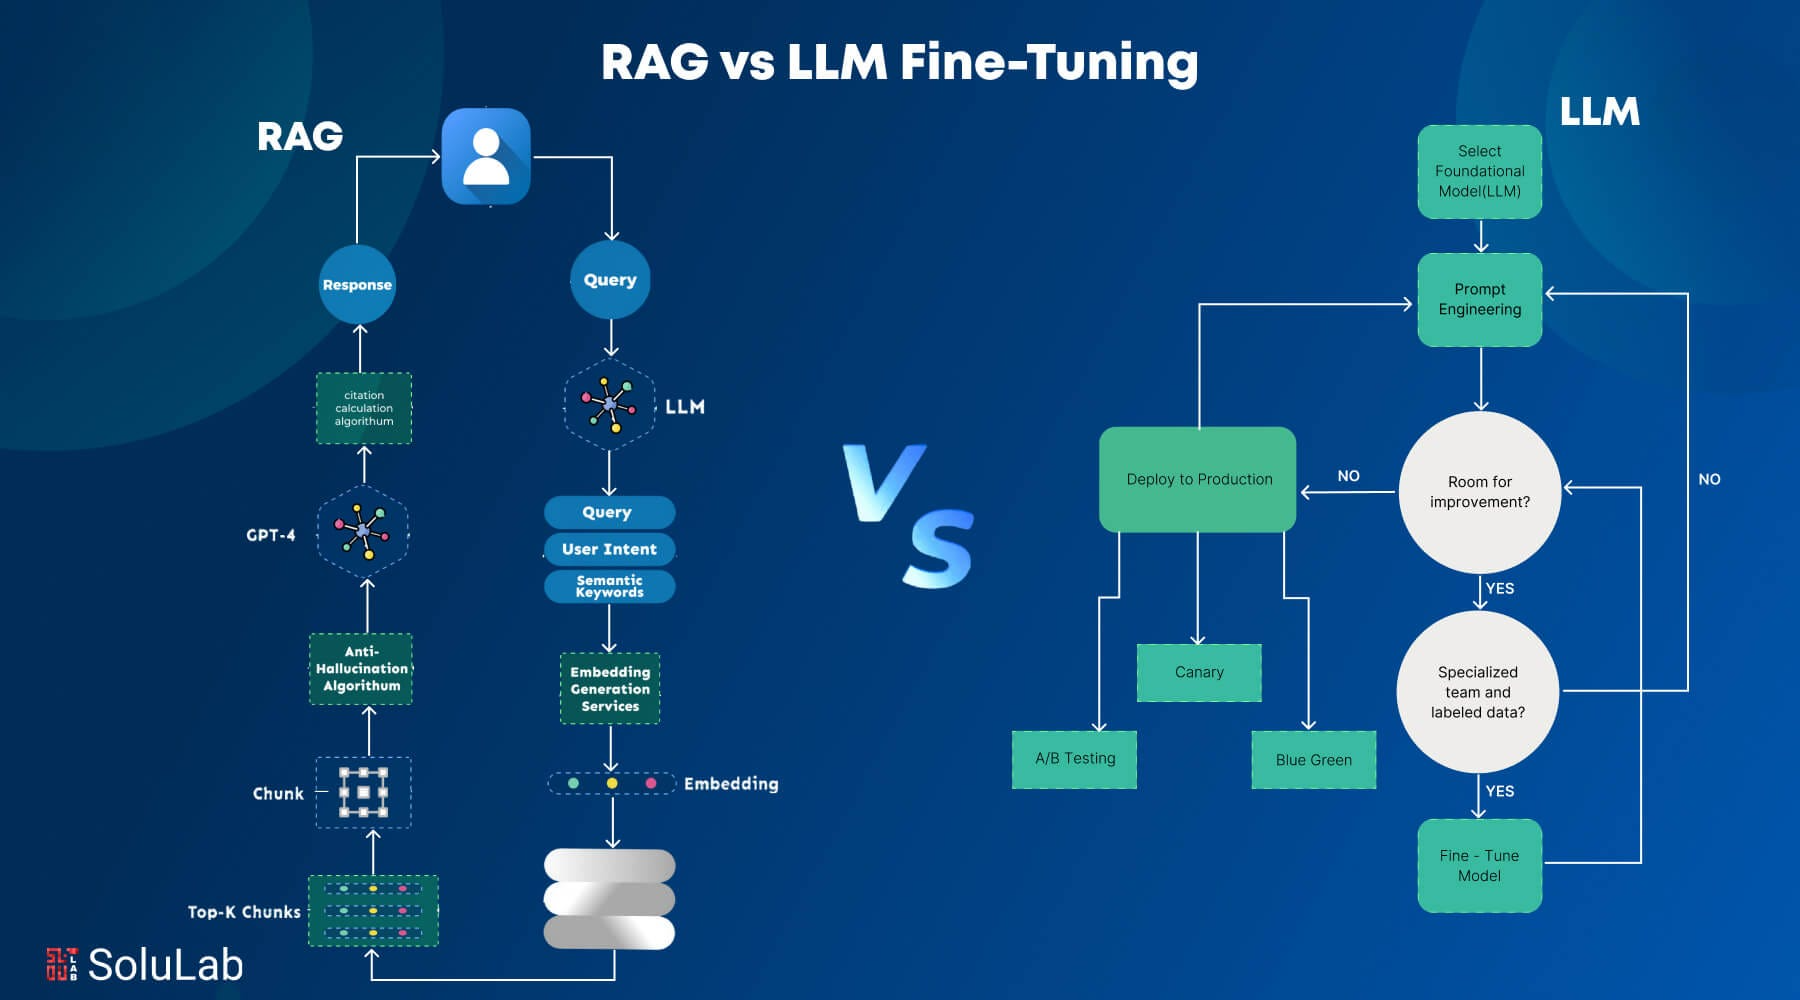 RAG vs LLM Fine-Tuning
RAG
Response
citation
calculation
algorithum
GPT-4
Anti-
Hallucination
Algorithum
Chunk
Top-K Chunks
Query
LLM
Query
User Intent
Semantic
Keywords
Embedding
Generation
Services
Embedding
VS
LLM
Select
Foundational
Model(LLM)
Prompt
Engineering
Room for
improvement?
NO
YES
Deploy to Production
Canary
A/B Testing
Blue Green
Specialized
team and
labeled data?
NO
YES
Fine - Tune
Model
SOLULAB
SoluLab